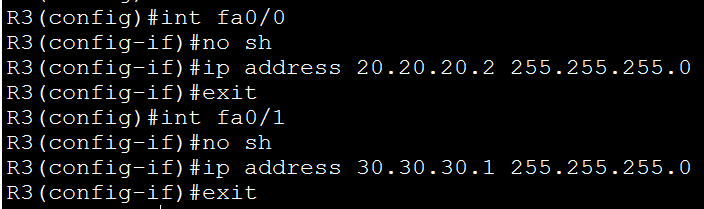 R3(config)#int fa0/0
R3(config-if)#no sh
R3(config-if)#ip address 20.20.20.2 255.255.255.0
R3(config-if)#exit
R3(config)#int fa0/1
R3(config-if)#no sh
R3(config-if)#ip address 30.30.30.1 255.255.255.0
R3(config-if)#exit